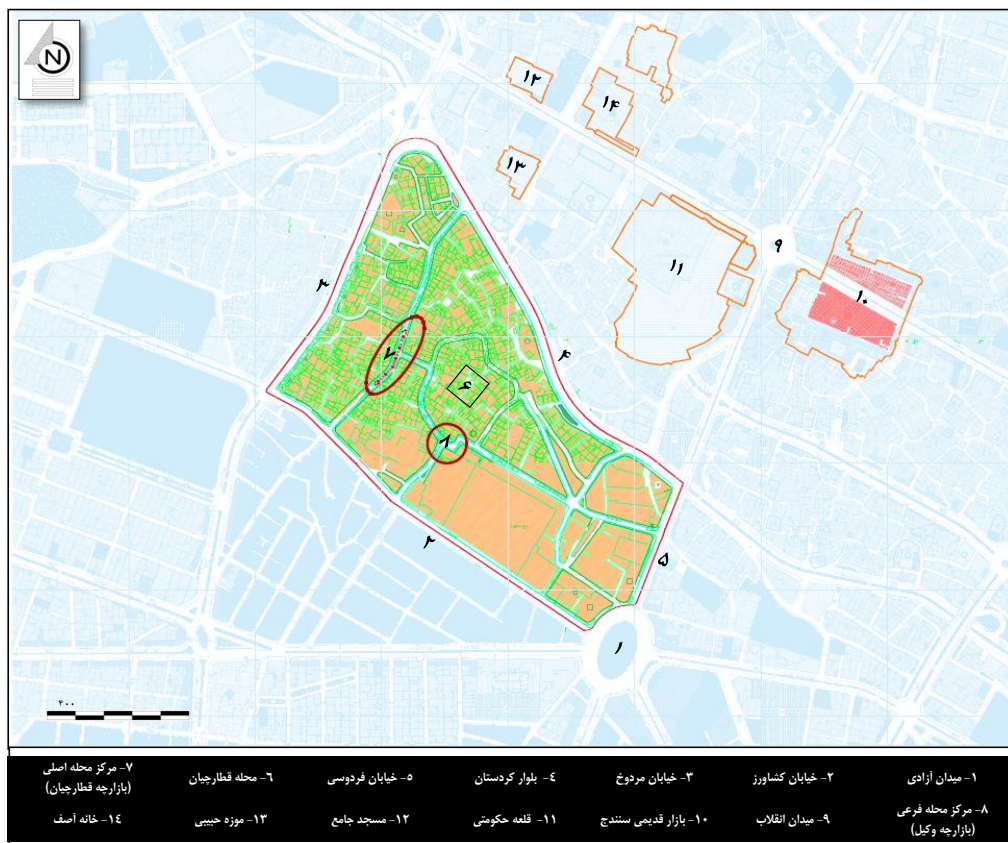 N
۱۲
۱۴
۱۳
۹
۱۱
۱۰
۳
۷
۴
۶
۸
۲
۵
۱
۴۰۰
۱- میدان آزادی
۲- خیابان کشاورز
۳- خیابان مردوخ
٤- بلوار کردستان
۵- خیابان فردوسی
٦- محله قطارچیان
۷- مرکز محله اصلی
(بازارچه قطارچیان)
۸- مرکز محله فرعی
(بازارچه وکیل)
۹- میدان انقلاب
۱۰- بازار قدیمی سنندج
۱۱- قلعه حکومتی
۱۲- مسجد جامع
۱۳- موزه حبیبی
۱٤- خانه آصف